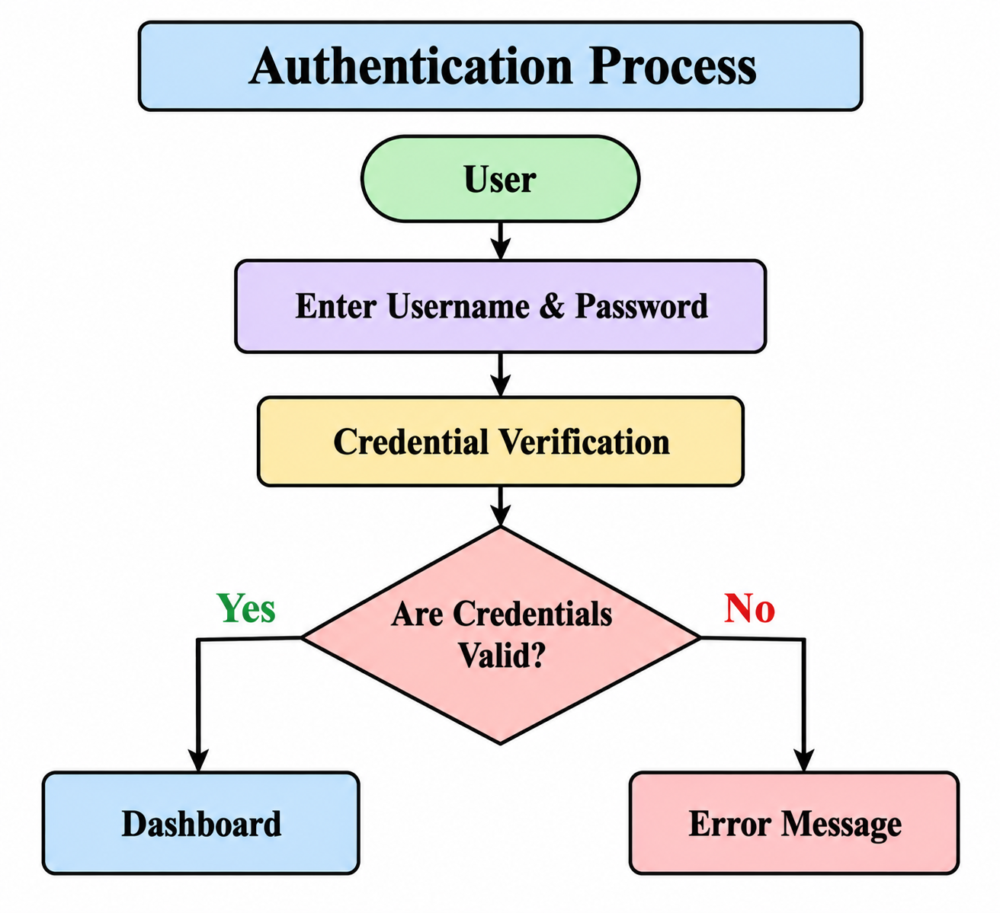 Authentication Process
User
Enter Username & Password
Credential Verification
Are Credentials
Valid?
Yes
No
Dashboard
Error Message